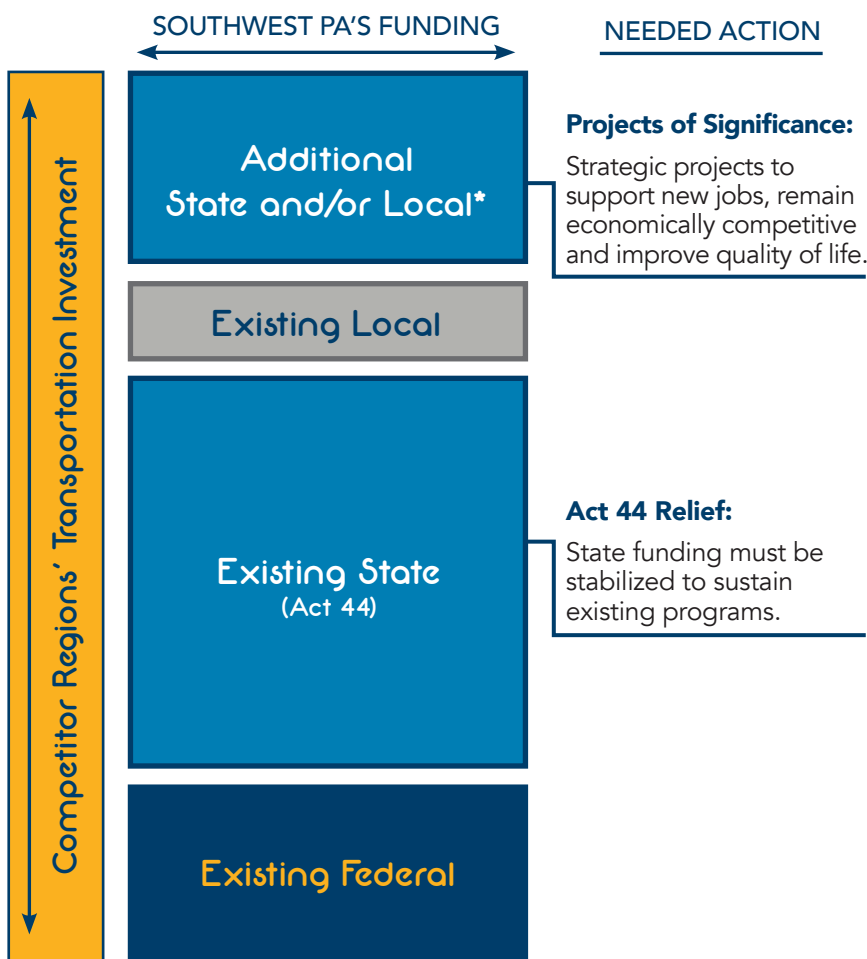 SOUTHWEST PA'S FUNDING
NEEDED ACTION
Competitor Regions' Transportation Investment
Additional
State and/or Local*
Projects of Significance:
Strategic projects to
support new jobs, remain
economically competitive
and improve quality of life.
Existing Local
Existing State
(Act 44)
Act 44 Relief:
State funding must be
stabilized to sustain
existing programs.
Existing Federal